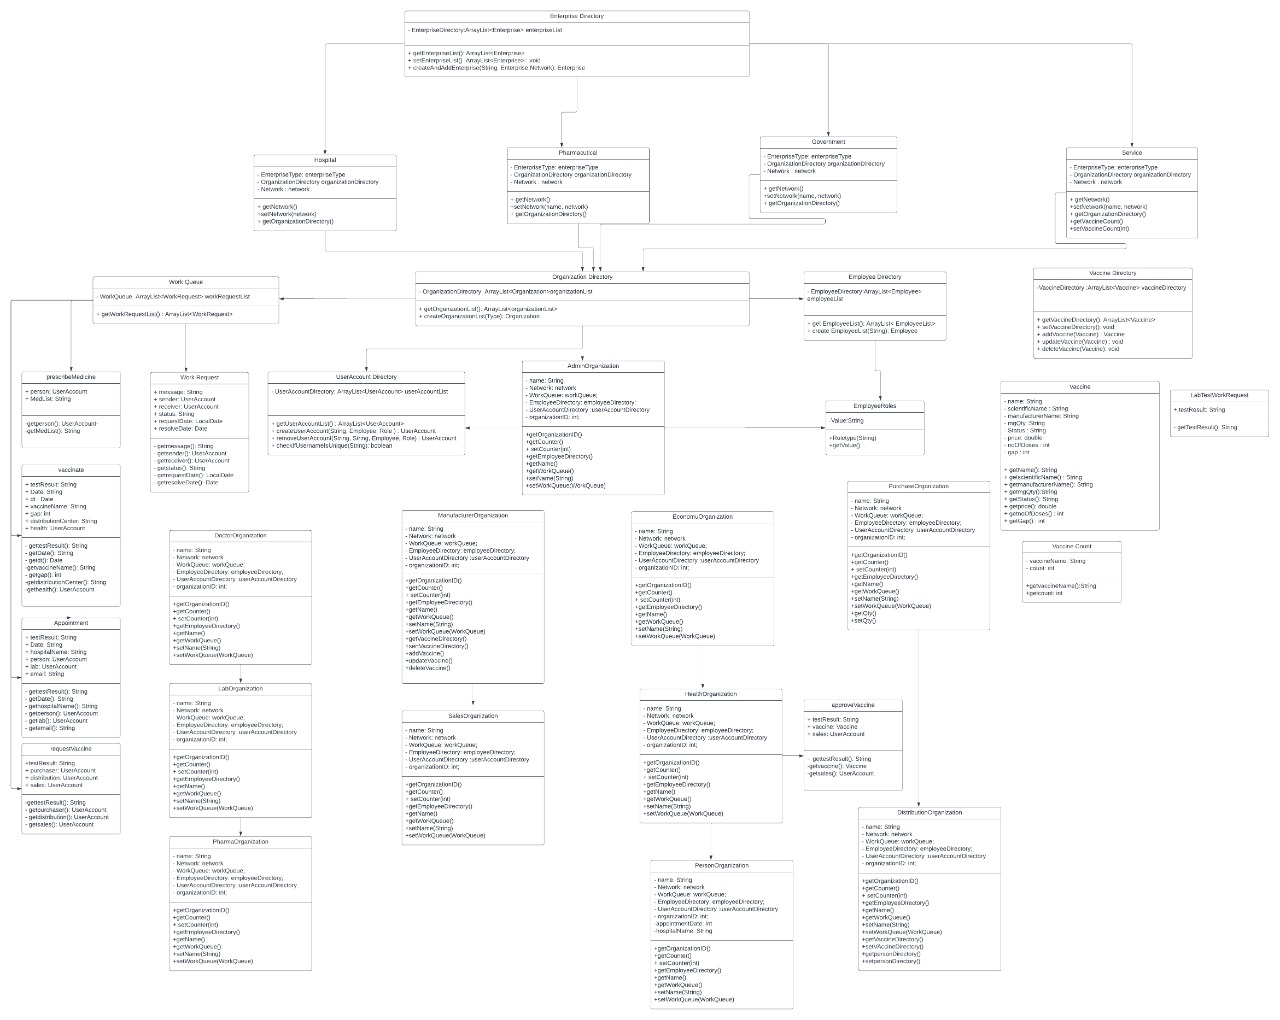 Enterprise Directory
- EnterpriseDirectory:ArrayList<Enterprise> enterpriseList
+ getEnterpriseList(): ArrayList<Enterprise>
+ setEnterpriseList(): ArrayList<Enterprise> : void
+ createAndAddEnterprise(String, Enterprise.Network): Enterprise
Hospital
- EnterpriseType: enterpriseType
- OrganizationDirectory organizationDirectory
- Network : network
+ getNetwork()
+setNetwork(network)
+ getOrganizationDirectory()
Pharmacutical
- EnterpriseType: enterpriseType
- OrganizationDirectory organizationDirectory
- Network : network
+ getNetwork()
+setNetwork(name, network)
+ getOrganizationDirectory()
Government
- EnterpriseType: enterpriseType
- OrganizationDirectory organizationDirectory
- Network : network
+ getNetwork()
+setNetwork(name, network)
+ getOrganizationDirectory()
Service
- EnterpriseType: enterpriseType
- OrganizationDirectory organizationDirectory
- Network : network
+ getNetwork()
+setNetwork(name, network)
+ getOrganizationDirectory()
+getVaccineCount()
+setVaccineCount(int)
Work Queue
- WorkQueue ArrayList<WorkRequest> workRequestList
+ getWorkRequestList() : ArrayList<WorkRequest>
Organization Directory
- OrganizationDirectory ArrayList<Organization>organizationList
+ getOrganizationList(); ArrayList<organizationList>
+ createOrganizationList(Type): Organization
Employee Directory
- EmployeeDirectory:ArrayList<Employee>
employeeList
+ get EmployeeList(): ArrayList< EmployeeList>
+ create EmployeeList(String): Employee
Vaccine Directory
-VaccineDirectory :ArrayList<Vaccine> vaccineDirectory
+ getVaccineDirectory(): ArrayList<Vaccine>
+ setVaccineDirectory(): void
+ addVaccine(Vaccine) : Vaccine
+ updateVaccine(Vaccine) : void
+ deleteVaccine(Vaccine): void
prescribeMedicine
+ person: UserAccount
+ MedList: String
-getperson(): UserAccount
-getMedList(): String
Work Request
+ message: String
+ sender: UserAccount
+ receiver: UserAccount
+ status: String
+ requestDate: LocalDate
+ resolveDate: Date
- getmessage(): String
- getsender(): UserAccount
- getreceiver(): UserAccount
- getstatus(): String
- getrequestDate(): LocalDate
- getresolveDate(): Date
UserAccount Directory
- UserAccountDirectory: ArrayList<UserAccount> userAccountList
+ getUserAccountList() : ArrayList<UserAccount>
+ createUserAccount(String, Employee, Role ) : UserAccount
+ removeUserAccount(String, String, Employee, Role) : UserAccount
+ checkIfUsernameIsUnique(String): boolean
AdminOrganization
- name: String
- Network: network
- WorkQueue: workQueue;
- EmployeeDirectory: employeeDirectory;
- UserAccountDirectory :userAccountDirectory
- organizationID: int;
+getOrganizationID()
+getCounter()
+ setCounter(int)
+getEmployeeDirectory()
+getName()
+getWorkQueue()
+setName(String)
+setWorkQueue(WorkQueue)
EmployeeRoles
-Value:String
+Roletype(String)
+getValue()
Vaccine
- name: String
- scientificName : String
- manufacturerName: String
- mgQty: String
Status : String
- price: double
- noOfDoses : int
- gap : int
+ getName(): String
+ getscientificName() : String
+ getmanufacturerName(): String
+ getmgQty():String
+ getStatus(): String
+ getprice(): double
+ getnoOfDoses() : int
+ getGap() : int
LabTestWorkRequest
+ testResult: String
+ getTestResult(): String
vaccinate
+ testResult: String
+ Date: String
+ dt : Date
+ vaccineName: String
+ gap: int
+ distributionCenter: String
+ health: UserAccount
- gettestResult(): String
- getDate(): String
- getdt(): Date
- getvaccineName(): String
- getgap(): int
-getdistributionCenter(): String
-gethealth(): UserAccount
DoctorOrganization
- name: String
- Network: network
WorkQueue: workQueue;
- EmployeeDirectory: employeeDirectory;
- UserAccountDirectory :userAccountDirectory
- organizationID: int;
+getOrganizationID()
+getCounter()
+ setCounter(int)
+getEmployeeDirectory()
+getName()
+getWorkQueue()
+setName(String)
+setWorkQueue(WorkQueue)
ManufacturerOrganization
- name: String
- Network: network
- WorkQueue: workQueue;
- EmployeeDirectory: employeeDirectory;
- UserAccountDirectory :userAccountDirectory
- organizationID: int;
+getOrganizationID()
+getCounter()
+ setCounter(int)
+getEmployeeDirectory()
+getName()
+getWorkQueue()
+setName(String)
+setWorkQueue(WorkQueue)
+getVaccineDirectory()
+serVaccineDirectory()
+addVaccine()
+updateVaccine()
+deleteVaccine()
EconomuOrganization
- name: String
- Network: network
- WorkQueue: workQueue;
- EmployeeDirectory: employeeDirectory;
- UserAccountDirectory :userAccountDirectory
- organizationID: int;
+getOrganizationID()
+getCounter()
+ setCounter(int)
+getEmployeeDirectory()
+getName()
+getWorkQueue()
+setName(String)
+setWorkQueue(WorkQueue)
PurchaseOrganization
- name: String
- Network: network
- WorkQueue: workQueue;
- EmployeeDirectory: employeeDirectory;
- UserAccountDirectory :userAccountDirectory
- organizationID: int;
+getOrganizationID()
+getCounter()
+ setCounter(int)
+getEmployeeDirectory()
+getName()
+getWorkQueue()
+setName(String)
+setWorkQueue(WorkQueue)
+getQty()
+setQty()
Vaccine Count
- vaccineName: String
- count: int
+getvaccineName():String
+getcount: int
Appointment
+ testResult: String
+ Date: String
+ hospitalName: String
+ person: UserAccount
+ lab: UserAccount
+ email: String
- gettestResult(): String
- getDate(): String
- gethospitalName(): String
- getperson(): UserAccount
- getlab(): UserAccount
- getemail(): String
LabOrganization
- name: String
- Network: network
WorkQueue: workQueue;
- EmployeeDirectory: employeeDirectory;
- UserAccountDirectory :userAccountDirectory
- organizationID: int;
+getOrganizationID()
+getCounter()
+ setCounter(int)
+getEmployeeDirectory()
+getName()
+getWorkQueue()
+setName(String)
+setWorkQueue(WorkQueue)
SalesOrganization
- name: String
- Network: network
- WorkQueue: workQueue;
- EmployeeDirectory: employeeDirectory;
- UserAccountDirectory :userAccountDirectory
- organizationID: int;
+getOrganizationID()
+getCounter()
+ setCounter(int)
+getEmployeeDirectory()
+getName()
+getWorkQueue()
+setName(String)
+setWorkQueue(WorkQueue)
HealthOrganization
- name: String
- Network: network
- WorkQueue: workQueue;
- EmployeeDirectory: employeeDirectory;
- UserAccountDirectory :userAccountDirectory
- organizationID: int;
+getOrganizationID()
+getCounter()
+ setCounter(int)
+getEmployeeDirectory()
+getName()
+getWorkQueue()
+setName(String)
+setWorkQueue(WorkQueue)
approveVaccine
+ testResult: String
+ vaccine: Vaccine
+ sales: UserAccount
- gettestResult(): String
-getvaccine(): Vaccine
-getsales(): UserAccount
requestVaccine
+testResult: String
+ purchaser: UserAccount
+ distribution: UserAccount
+ sales: UserAccount
-gettestResult(): String
- getpurchaser(): UserAccount
- getdistribution(): UserAccount
- getsales(): UserAccount
PharmaOrganization
- name: String
- Network: network
- WorkQueue: workQueue;
- EmployeeDirectory: employeeDirectory;
- UserAccountDirectory :userAccountDirectory
- organizationID: int;
+getOrganizationID()
+getCounter()
+ setCounter(int)
+getEmployeeDirectory()
+getName()
+getWorkQueue()
+setName(String)
+setWorkQueue(WorkQueue)
PersonOrganization
- name: String
- Network: network
- WorkQueue: workQueue;
- EmployeeDirectory: employeeDirectory;
- UserAccountDirectory :userAccountDirectory
- organizationID: int;
-appointmentDate: int
-hospitalName: String
+getOrganizationID()
+getCounter()
+ setCounter(int)
+getEmployeeDirectory()
+getName()
+getWorkQueue()
+setName(String)
+setWorkQueue(WorkQueue)
DistributionOrganization
- name: String
- Network: network
- WorkQueue: workQueue;
- EmployeeDirectory: employeeDirectory;
- UserAccountDirectory :userAccountDirectory
- organizationID: int;
+getOrganizationID()
+getCounter()
+ setCounter(int)
+getEmployeeDirectory()
+getName()
+getWorkQueue()
+setName(String)
+setWorkQueue(WorkQueue)
+getVaccineDirectory()
+setVAccineDirectory()
+getpersonDirectory()
+setpersonDirectory()